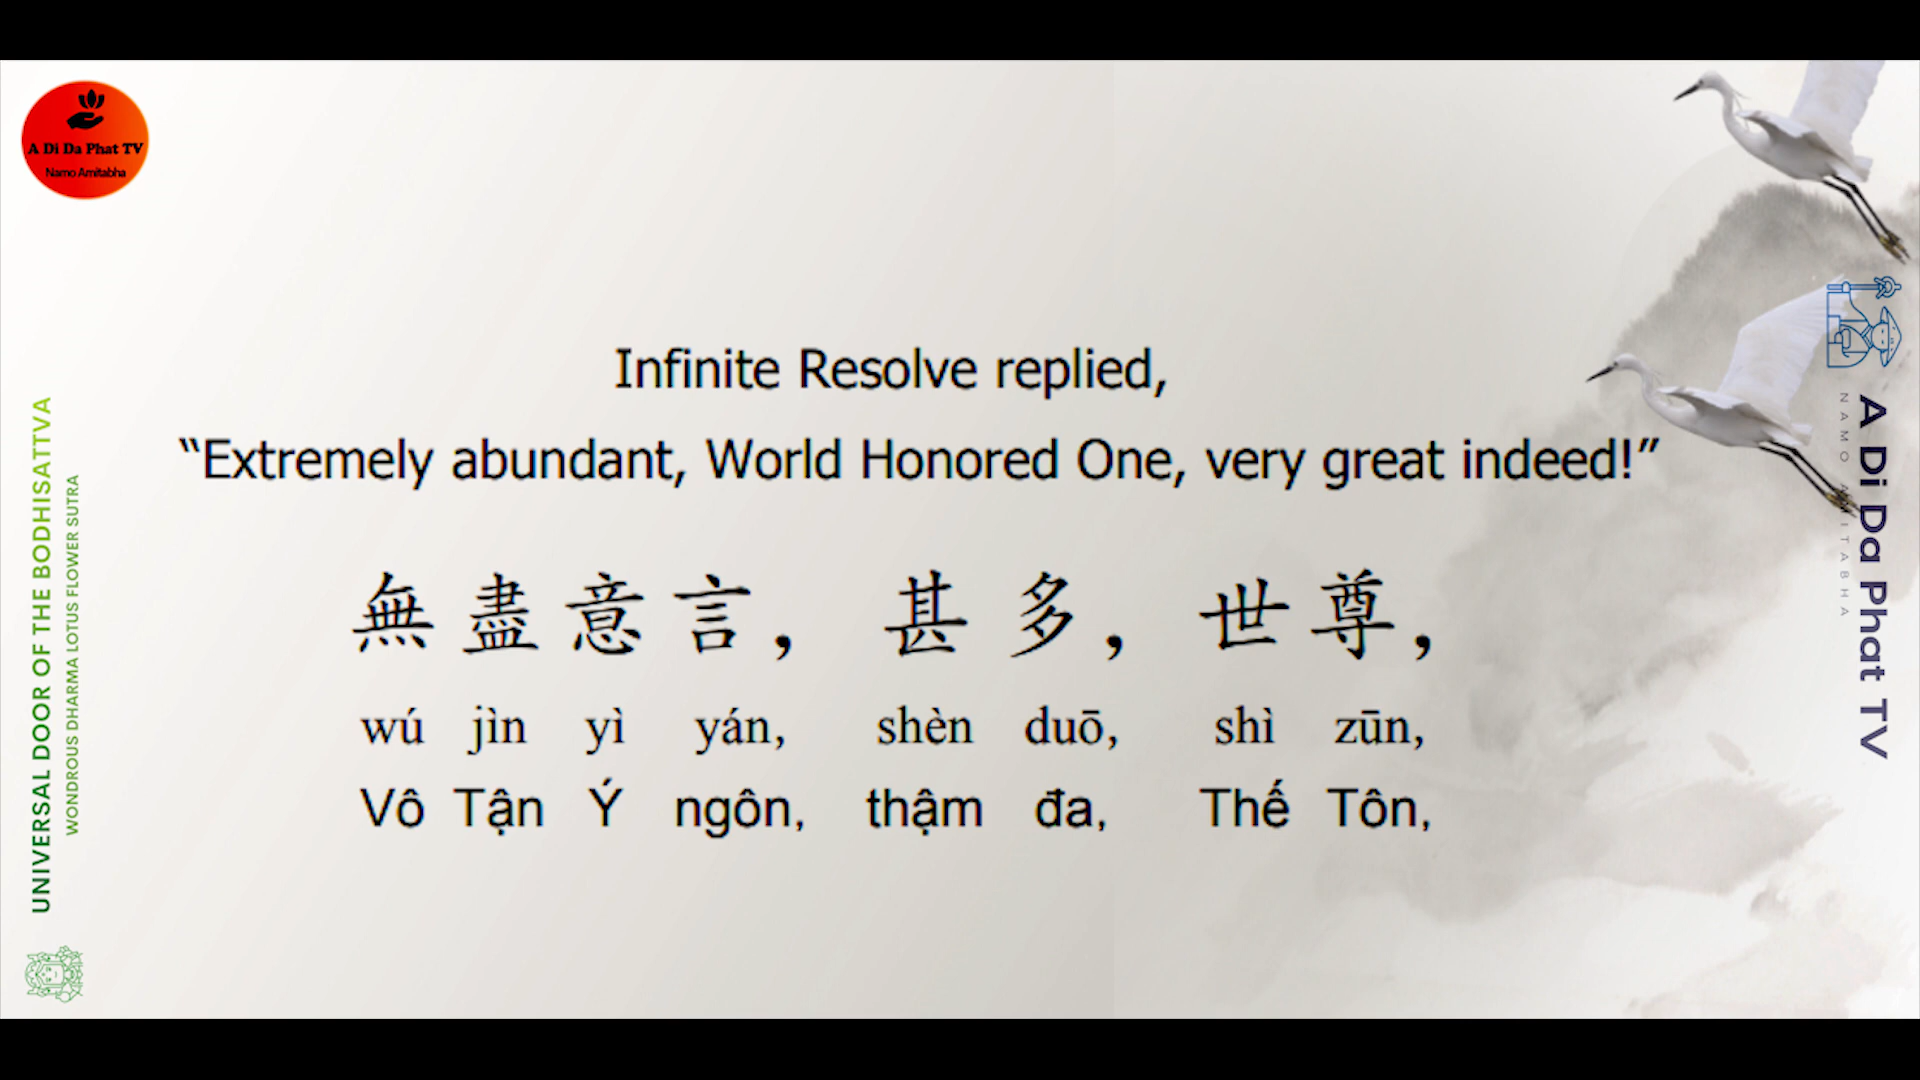 A Di Da Phat TV
Namo Amitabha
Infinite Resolve replied,
“Extremely abundant, World Honored One, very great indeed!”
無盡意言，甚多，世尊，
wú jìn yì yán, shèn duō, shì zūn,
Vô Tận Ý ngôn, thậm đa, Thế Tôn,
UNIVERSAL DOOR OF THE BODHISATTVA
WONDROUS DHARMA LOTUS FLOWER SUTRA
A Di Da Phat TV
NAMO AMITABHA